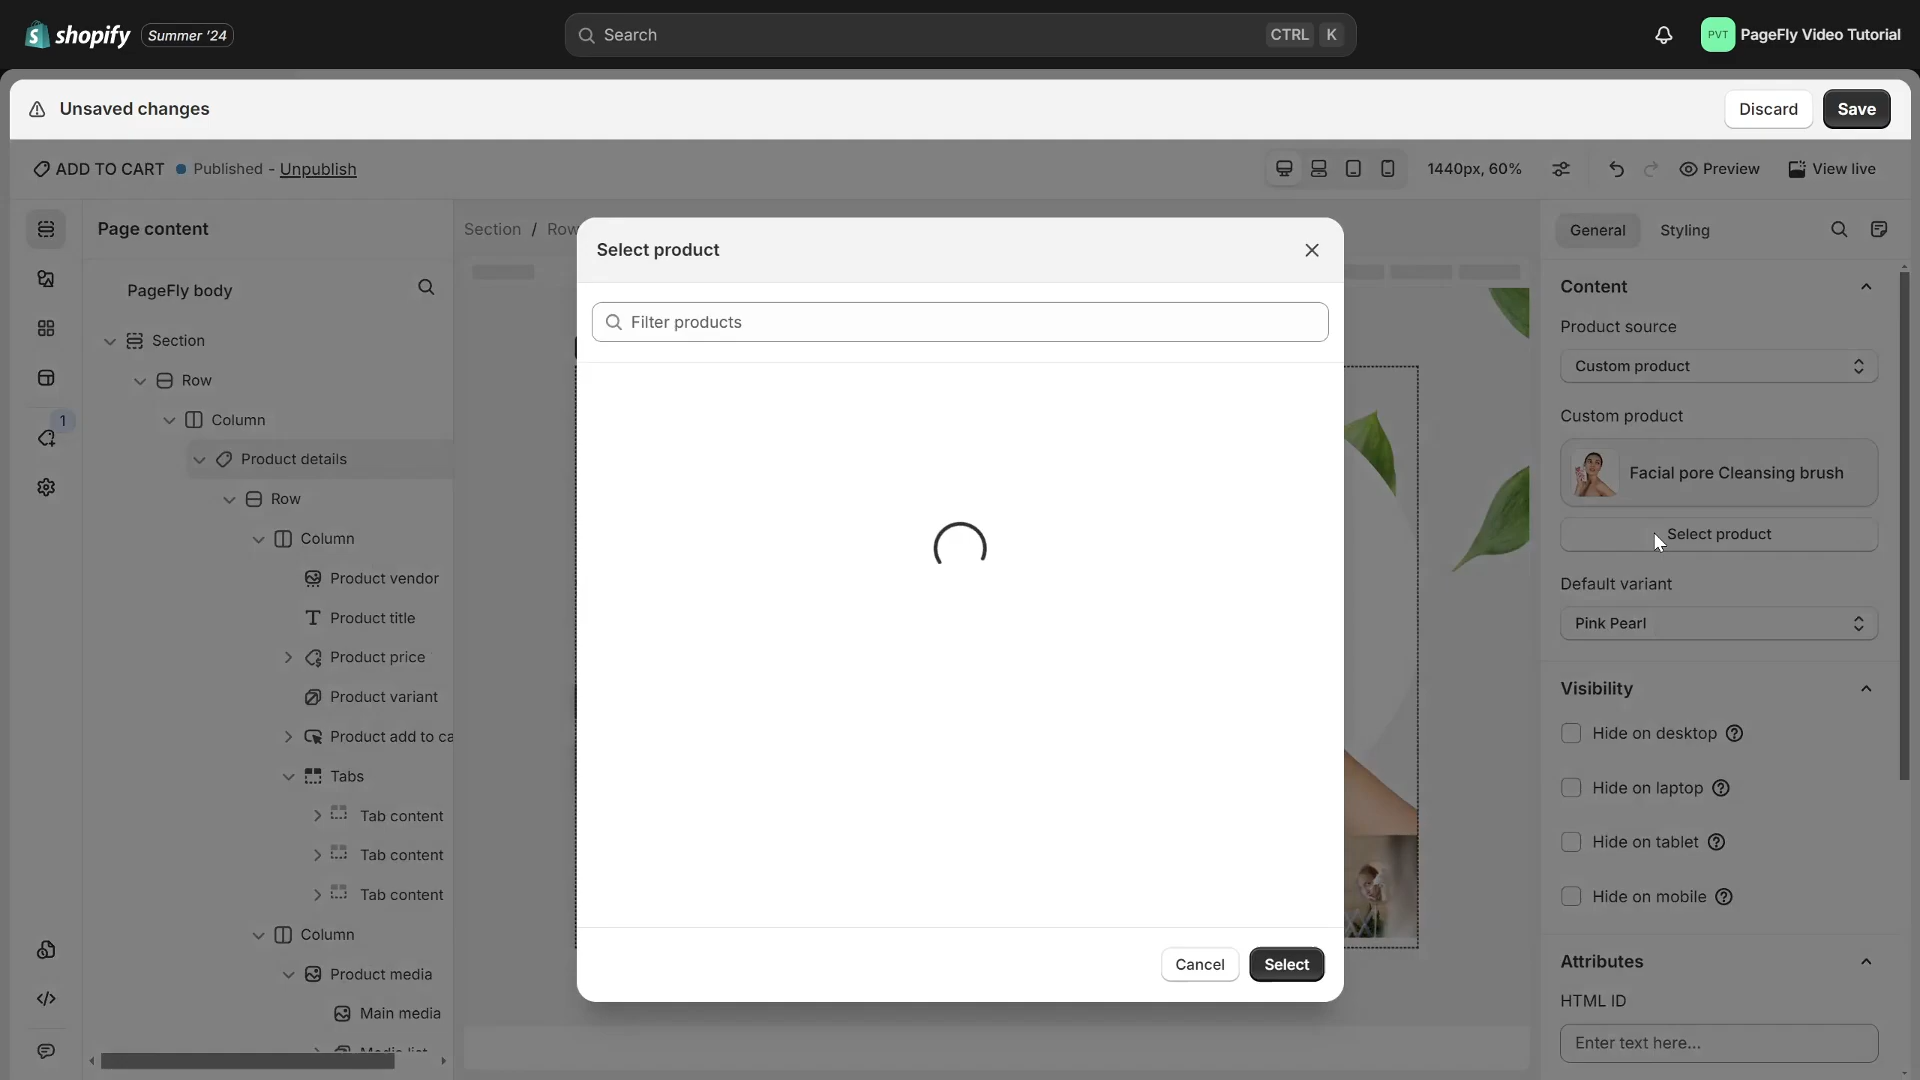 shopify
Summer '24
Search
CTRL K
PVT
PageFly Video Tutorial
Unsaved changes
Discard
Save
ADD TO CART
Published - Unpublish
1440px, 60%
Preview
View live
Page content
Section / Row
General
Styling
PageFly body
Section
Row
Column
1
Product details
Row
Column
Product vendor
Product title
Product price
Product variant
Product add to ca
Tabs
Tab content
Tab content
Tab content
Column
Product media
Main media
Select product
Filter products
Cancel
Select
Content
Product source
Custom product
Custom product
Facial pore Cleansing brush
Select product
Default variant
Pink Pearl
Visibility
Hide on desktop
Hide on laptop
Hide on tablet
Hide on mobile
Attributes
HTML ID
Enter text here...